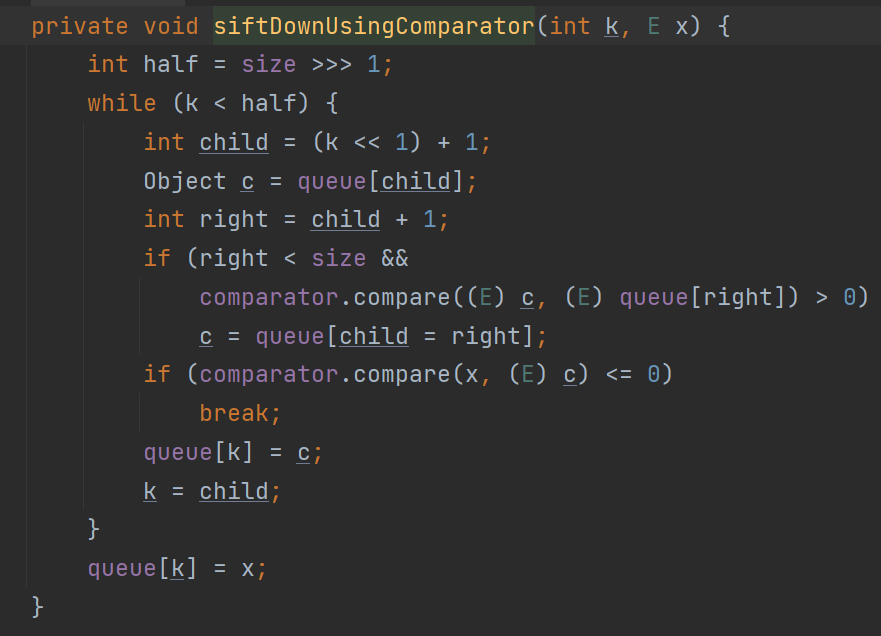 private void siftDownUsingComparator(int k, E x) {
    int half = size >>> 1;
    while (k < half) {
        int child = (k << 1) + 1;
        Object c = queue[child];
        int right = child + 1;
        if (right < size &&
            comparator.compare((E) c, (E) queue[right]) > 0)
            c = queue[child = right];
        if (comparator.compare(x, (E) c) <= 0)
            break;
        queue[k] = c;
        k = child;
    }
    queue[k] = x;
}